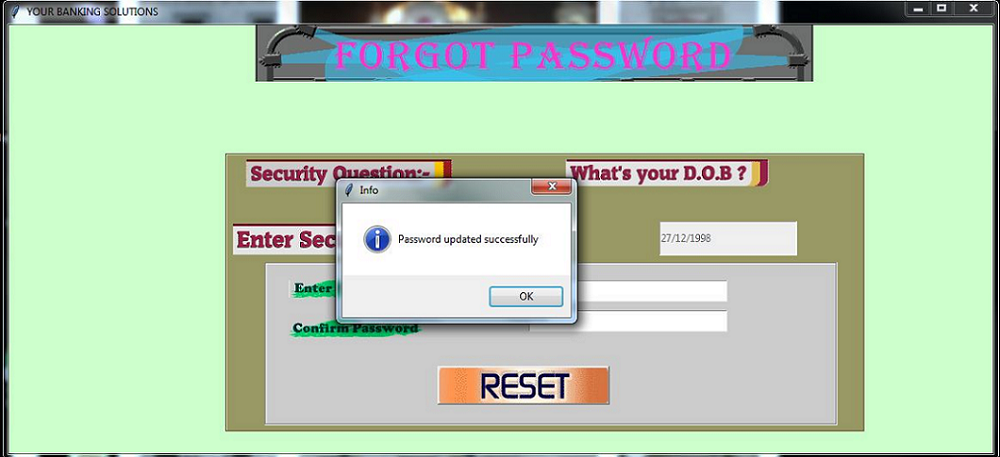 YOUR BANKING SOLUTIONS
FORGOT PASSWORD
Security Question:- What's your D.O.B ?
Info
Password updated successfully
OK
Enter Sec
27/12/1998
Enter
Confirm Password
RESET